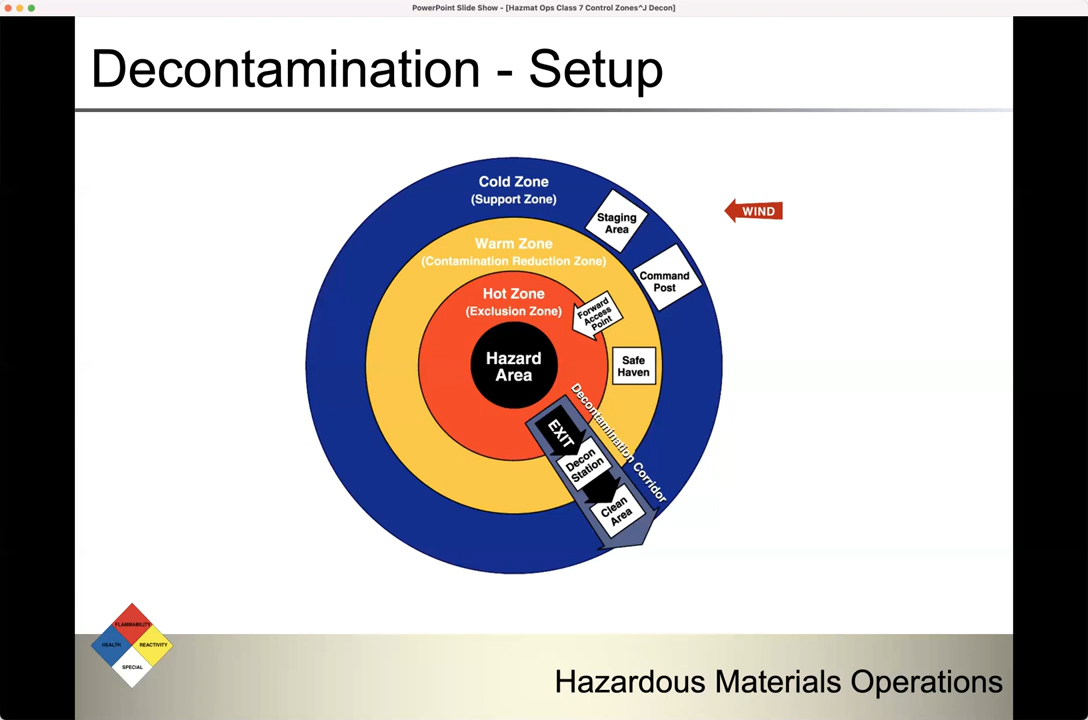 PowerPoint Slide Show - [Hazmat Ops Class 7 Control Zones^J Decon]
Decontamination - Setup
Cold Zone
(Support Zone)
Staging
Area
WIND
Warm Zone
(Contamination Reduction Zone)
Command
Post
Hot Zone
(Exclusion Zone)
Forward
Access
Point
Hazard
Area
Safe
Haven
Decontamination Corridor
EXIT
Decon
Station
Clean
Area
FLAMMABILITY
HEALTH
REACTIVITY
SPECIAL
Hazardous Materials Operations